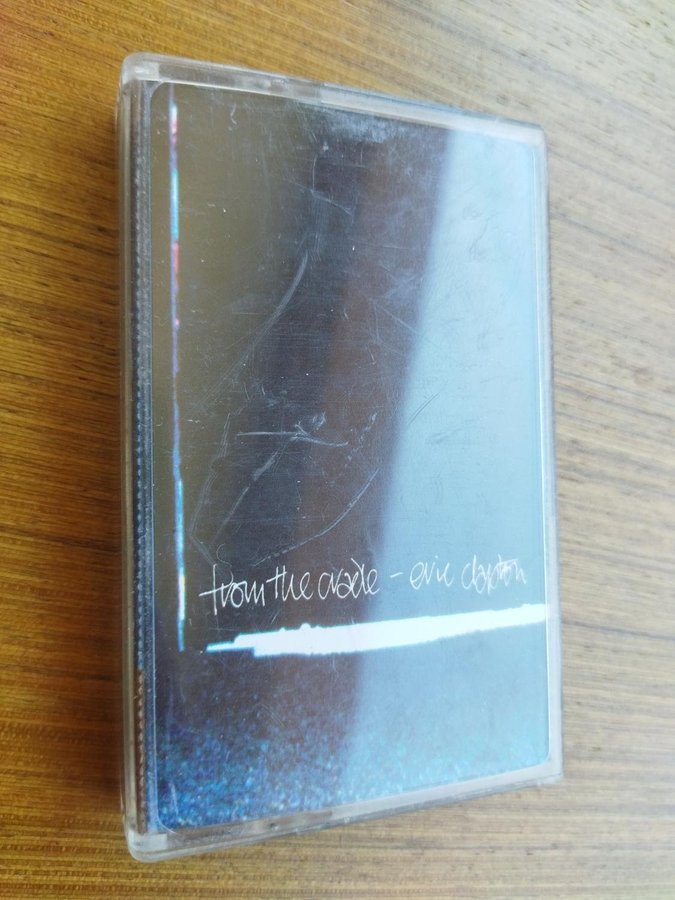 from the cradle - eric clapton